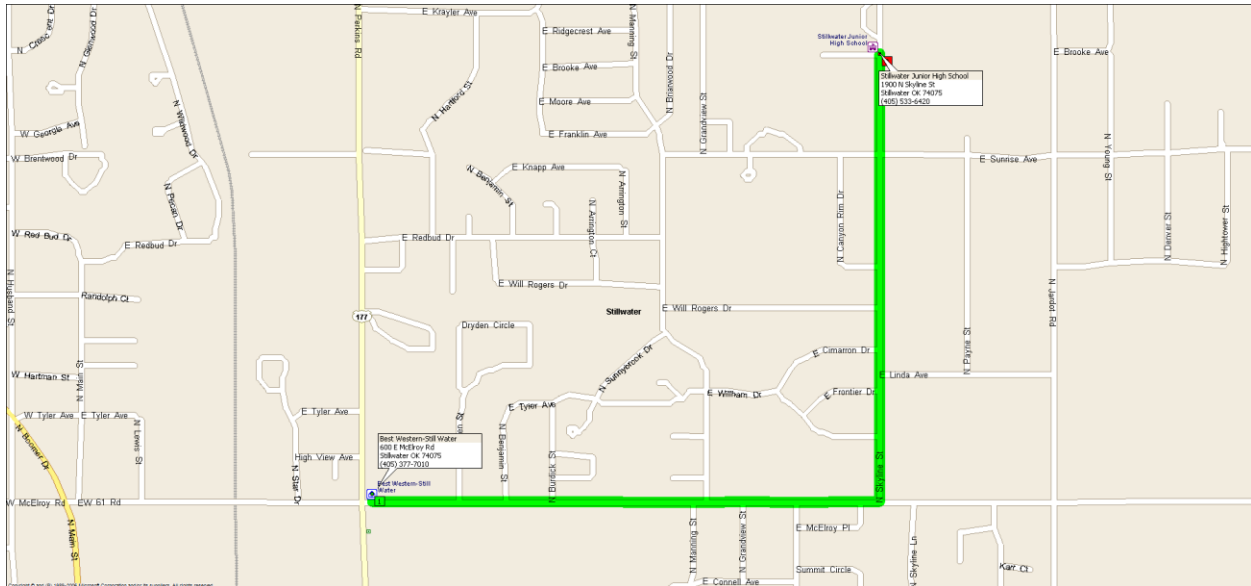 E Krayler Ave
N Perkins Rd
N Manning St
Stillwater Junior
High School
N Glenwood Dr
E Ridgecrest Ave
E Brooke Ave
E Brooke Ave
N Briarwood Dr
Stillwater Junior High School
1900 N Skyline St
Stillwater OK 74075
(405) 533-6420
N Hartford St
E Moore Ave
N Grandview St
N Wildwood Dr
W Georgia Ave
E Franklin Ave
N Young St
W Brentwood Dr
E Sunrise Ave
E Knapp Ave
N Benjamin St
N Arrington St
N Pecan Dr
N Arrington Ct
N Canyon Rim Dr
N Denver St
N Hightower St
W Red Bud Dr
E Redbud Dr
E Redbud Dr
N Husband St
E Will Rogers Dr
N Jardot Rd
Randolph Ct
E Will Rogers Dr
177
Stillwater
Dryden Circle
N Payne St
N Sunnybrook Dr
E Cimarron Dr
N Main St
W Hartman St
E Linda Ave
E Willham Dr
E Frontier Dr
E Tyler Ave
W Tyler Ave
E Tyler Ave
E Tyler Ave
N Boomer Dr
N Lewis St
N Benjamin St
N Burdick St
Best Western-Still Water
600 E McElroy Rd
Stillwater OK 74075
(405) 377-7010
High View Ave
N Star Dr
N Skyline St
Best Western-Still
Water
1
W McElroy Rd
EW 61 Rd
N Main St
N Manning St
N Grandview St
E McElroy Pl
N Skyline Ln
Summit Circle
Karr Ct
E Connell Ave